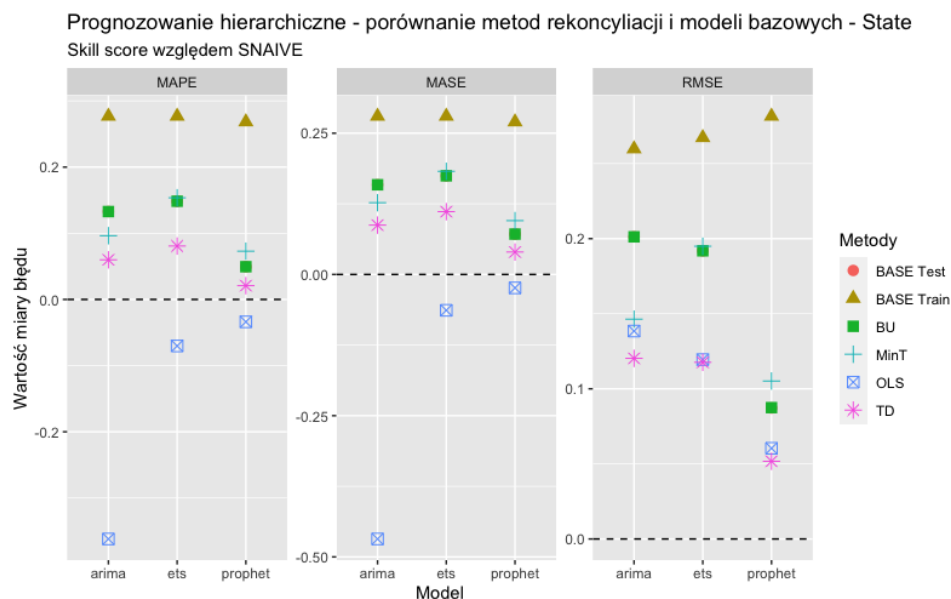 Prognozowanie hierarchiczne - porównanie metod rekoncyliacji i modeli bazowych - State
Skill score względem SNAIVE
MAPE
MASE
RMSE
Wartość miary błędu
0.2
0.0
-0.2
0.25
0.00
-0.25
-0.50
0.2
0.1
0.0
arima ets prophet
arima ets prophet
arima ets prophet
Model
Metody
BASE Test
BASE Train
BU
MinT
OLS
TD